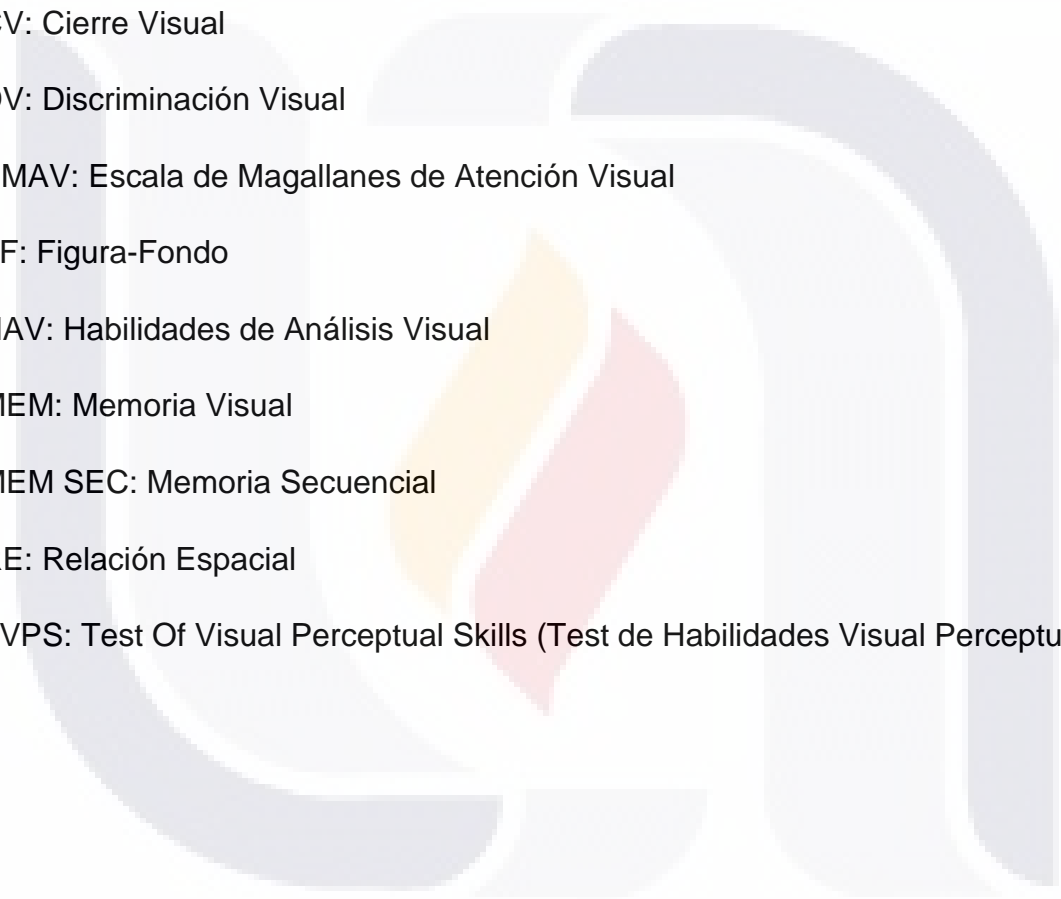 V: Cierre Visual
V: Discriminación Visual
MAV: Escala de Magallanes de Atención Visual
F: Figura-Fondo
AV: Habilidades de Análisis Visual
EM: Memoria Visual
EM SEC: Memoria Secuencial
E: Relación Espacial
VPS: Test Of Visual Perceptual Skills (Test de Habilidades Visual Perceptu